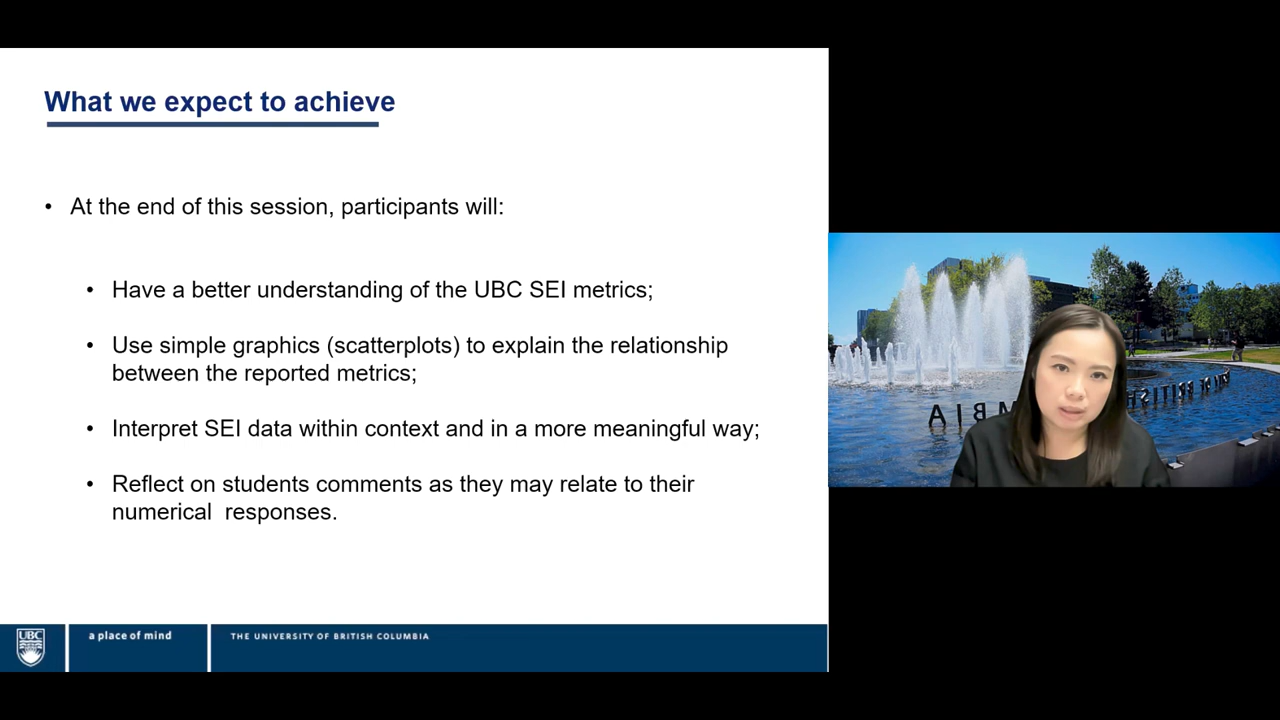 What we expect to achieve
• At the end of this session, participants will:
• Have a better understanding of the UBC SEI metrics;
• Use simple graphics (scatterplots) to explain the relationship
between the reported metrics;
• Interpret SEI data within context and in a more meaningful way;
• Reflect on students comments as they may relate to their
numerical  responses.
UBC
a place of mind
THE UNIVERSITY OF BRITISH COLUMBIA